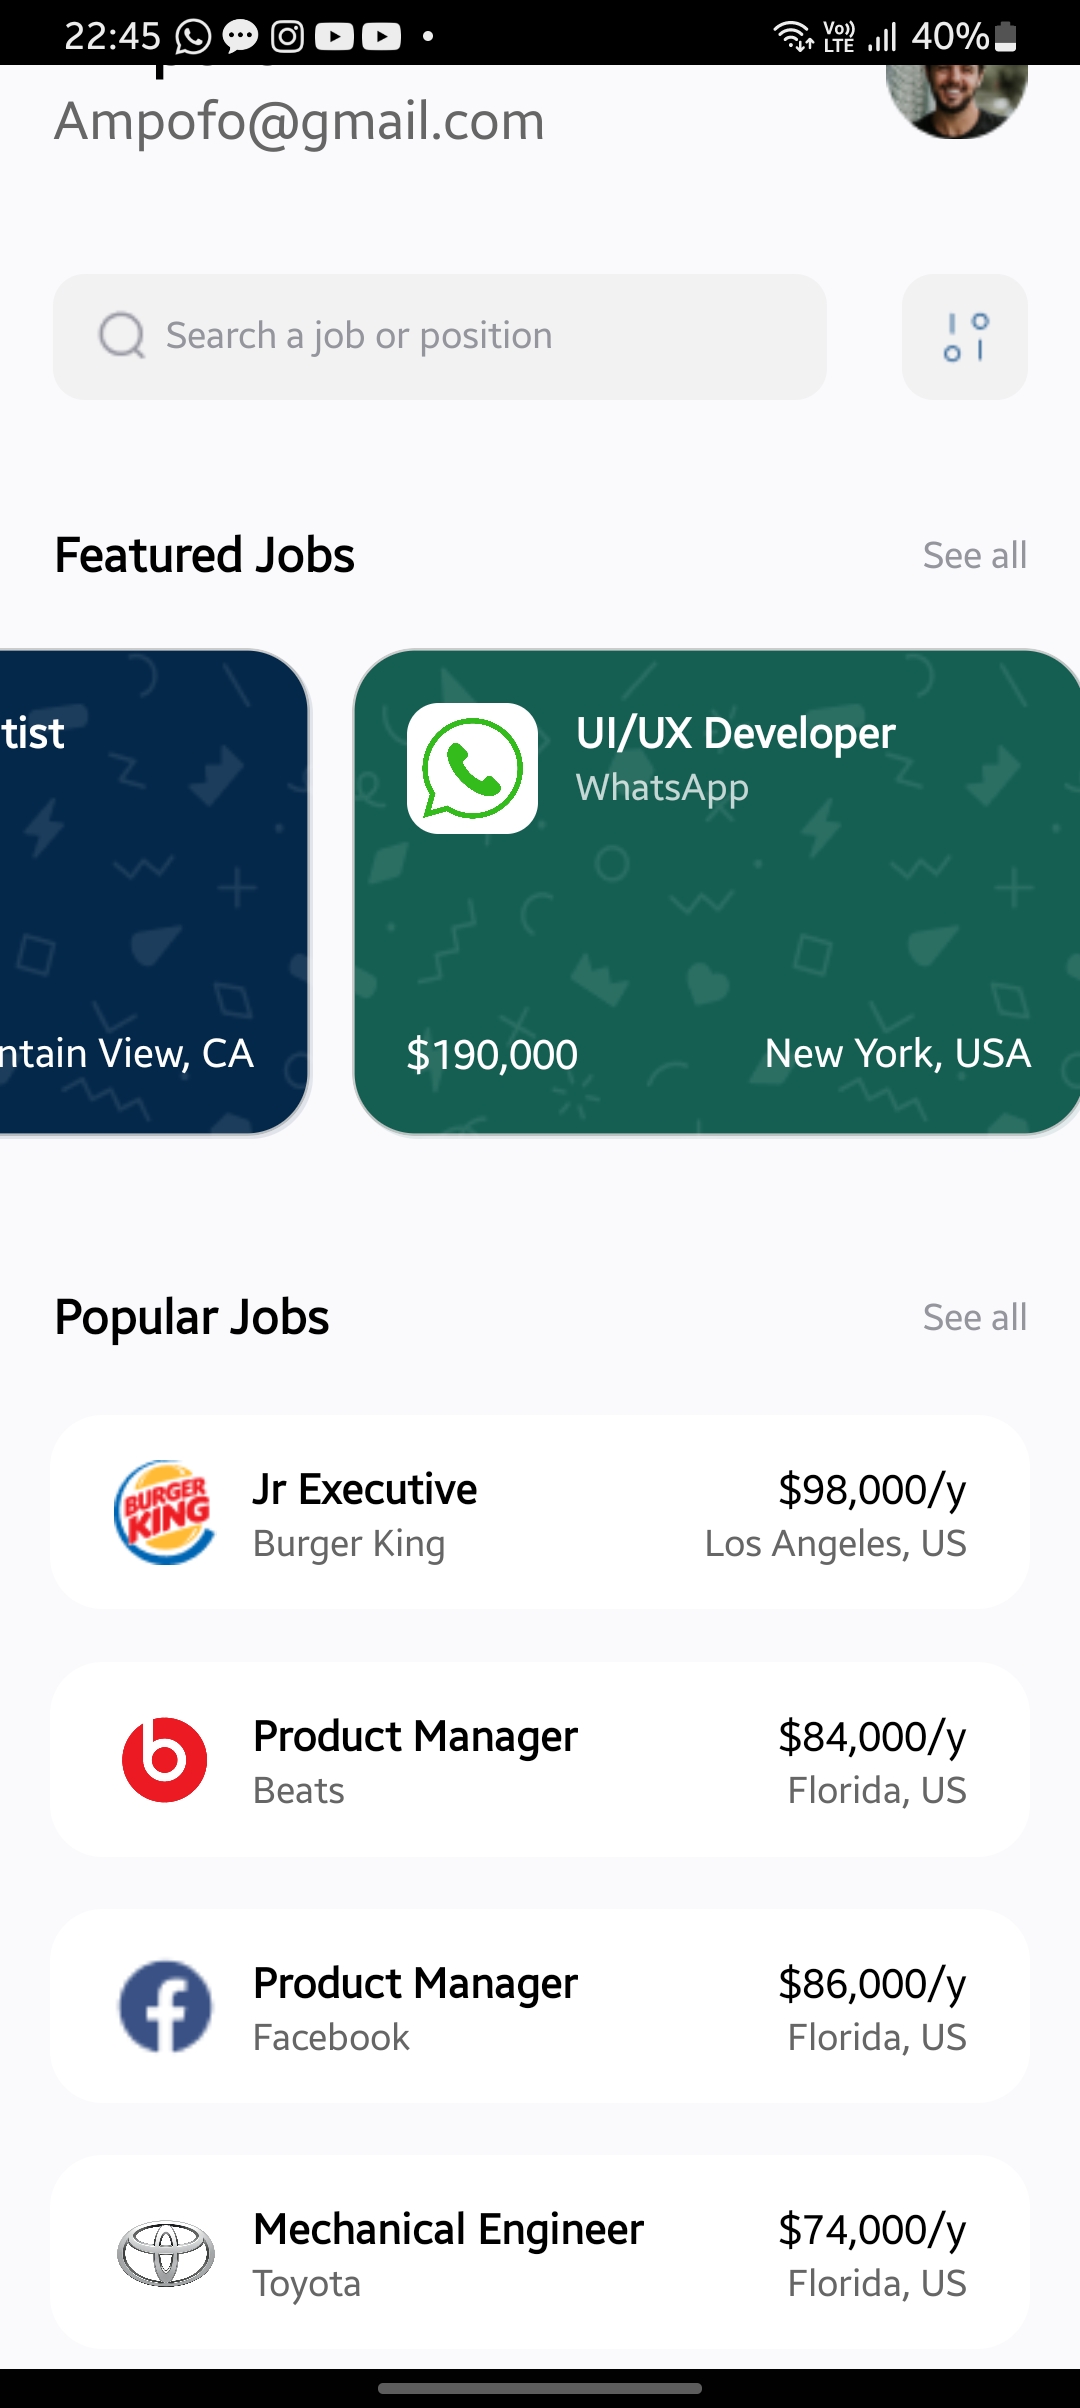 22:45
Vo)) LTE
40%
Ampofo@gmail.com
Search a job or position
Featured Jobs
See all
tist
ntain View, CA
UI/UX Developer
WhatsApp
$190,000
New York, USA
Popular Jobs
See all
BURGER KING
Jr Executive
$98,000/y
Burger King
Los Angeles, US
Product Manager
$84,000/y
Beats
Florida, US
Product Manager
$86,000/y
Facebook
Florida, US
Mechanical Engineer
$74,000/y
Toyota
Florida, US